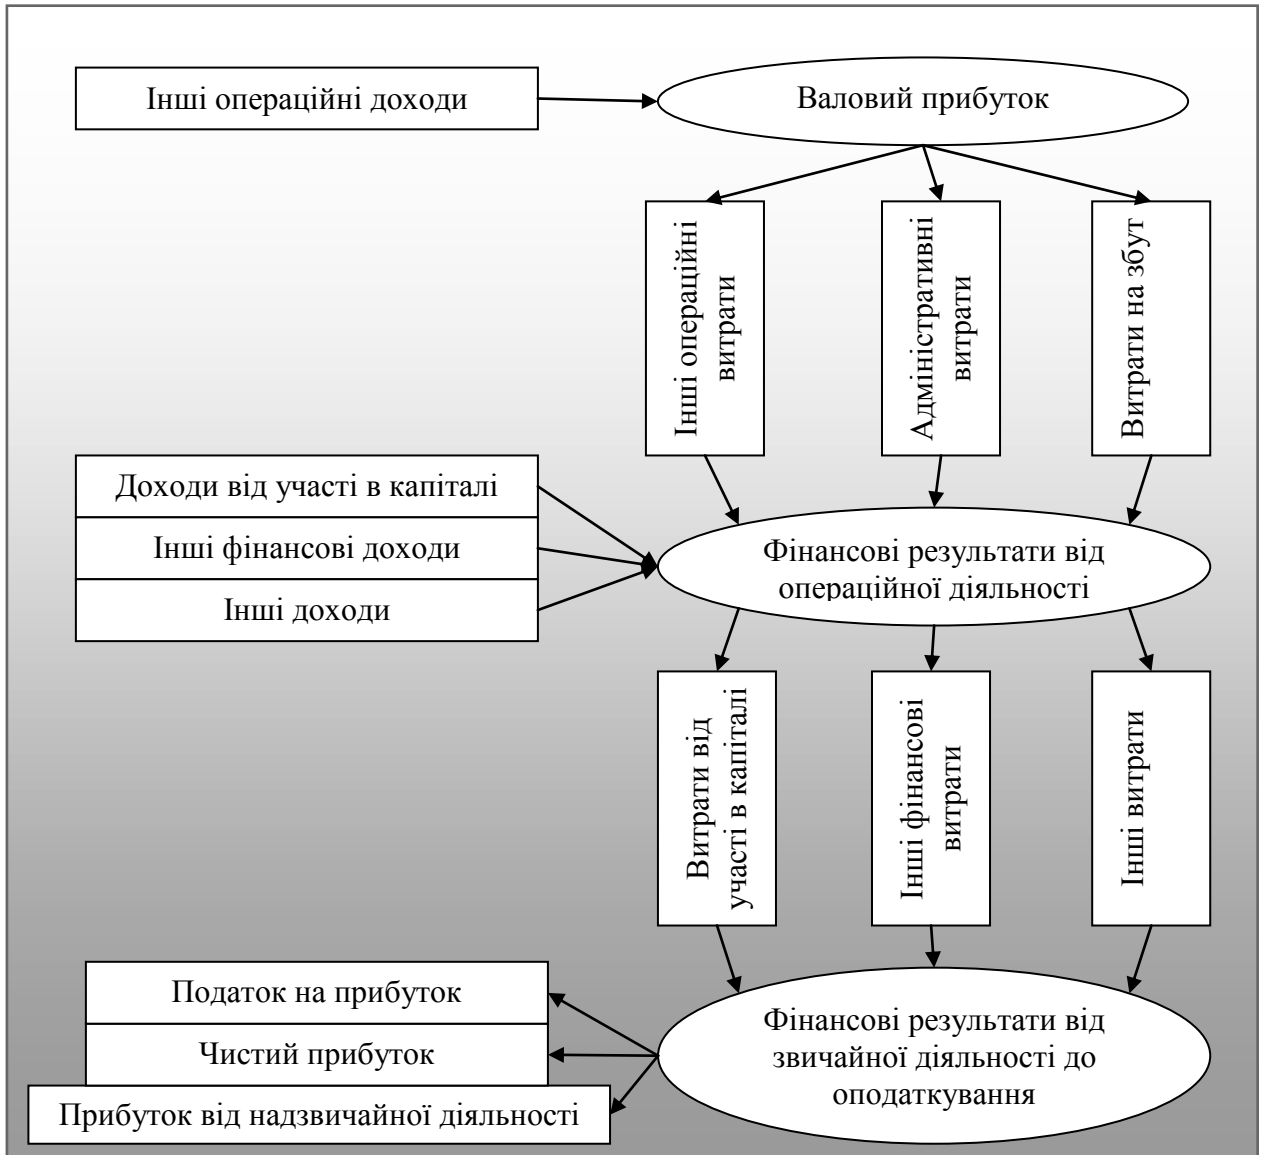 Інші операційні доходи
Валовий прибуток
Інші операційні
витрати
Адміністративні
витрати
Витрати на збут
Доходи від участі в капіталі
Інші фінансові доходи
Інші доходи
Фінансові результати від
операційної діяльності
Витрати від
участі в капіталі
Інші фінансові
витрати
Інші витрати
Податок на прибуток
Чистий прибуток
Прибуток від надзвичайної діяльності
Фінансові результати від
звичайної діяльності до
оподаткування